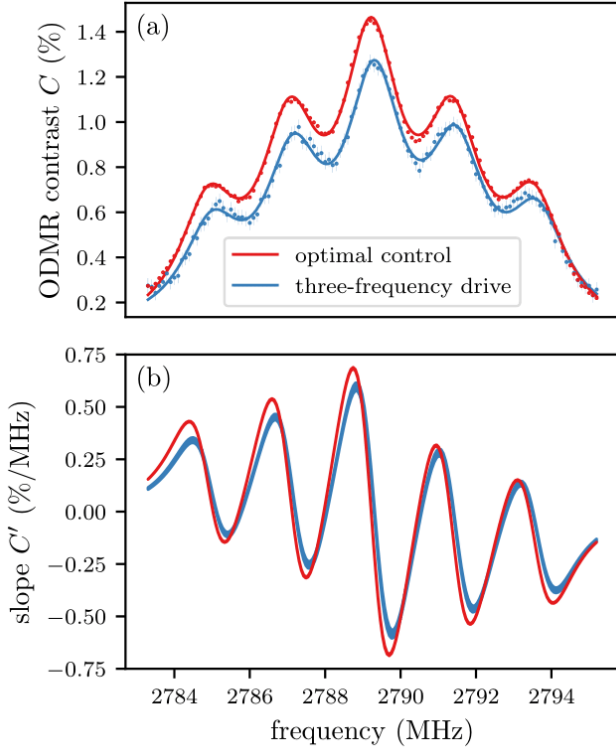 (a)
ODMR contrast C (%)
1.4
1.2
1.0
0.8
0.6
0.4
0.2
optimal control
three-frequency drive
(b)
slope C′ (%/MHz)
0.75
0.50
0.25
0.00
−0.25
−0.50
−0.75
2784 2786 2788 2790 2792 2794
frequency (MHz)